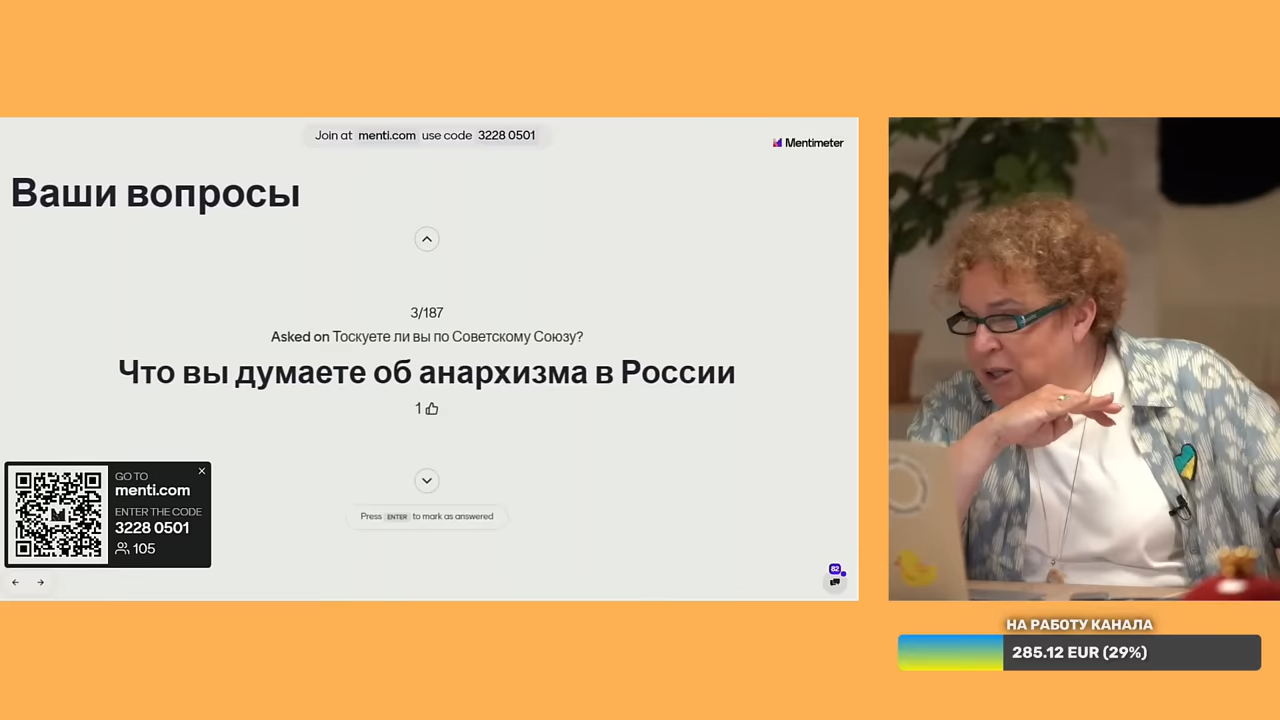 Join at menti.com use code 3228 0501
Mentimeter
Ваши вопросы
3/187
Asked on Тоскуете ли вы по Советскому Союзу?
Что вы думаете об анархизма в России
1
GO TO
menti.com
ENTER THE CODE
3228 0501
105
Press ENTER to mark as answered
82
НА РАБОТУ КАНАЛА
285.12 EUR (29%)